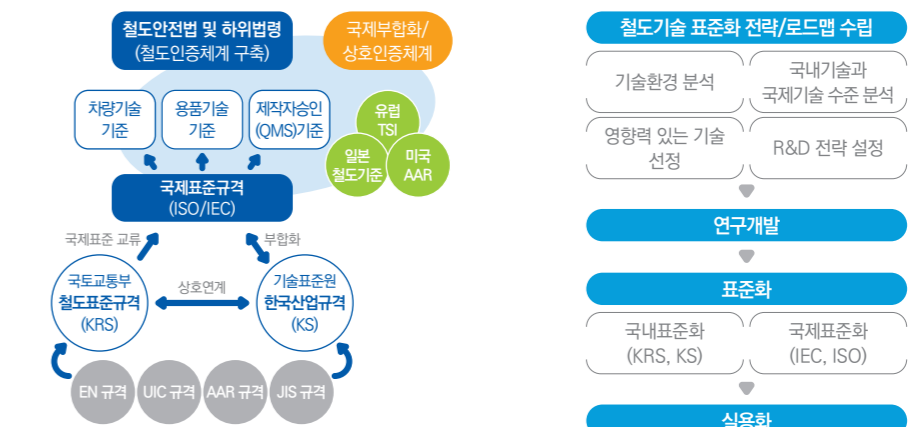 철도안전법 및 하위법령
(철도인증체계 구축)
국제부합화/
상호인증체계
차량기술
기준
용품기술
기준
제작자승인
(QMS)기준
유럽
TSI
일본
철도기준
미국
AAR
국제표준규격
(ISO/IEC)
국제표준 교류
부합화
국토교통부
철도표준규격
(KRS)
상호연계
기술표준원
한국산업규격
(KS)
EN 규격
UIC 규격
AAR 규격
JIS 규격
철도기술 표준화 전략/로드맵 수립
기술환경 분석
국내기술과
국제기술 수준 분석
영향력 있는 기술
선정
R&D 전략 설정
연구개발
표준화
국내표준화
(KRS, KS)
국제표준화
(IEC, ISO)
실용화